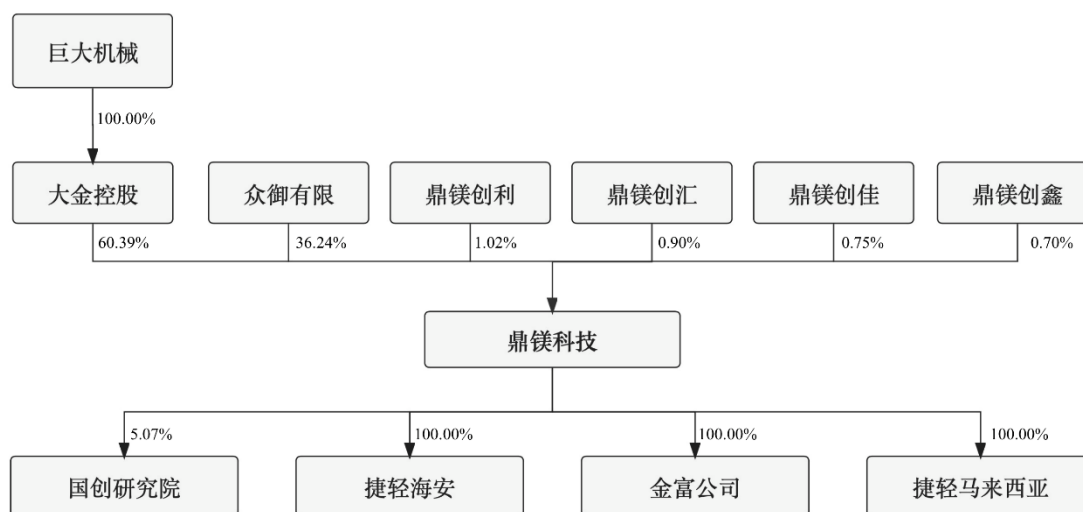 巨大机械
100.00%
大金控股
众御有限
鼎镁创利
鼎镁创汇
鼎镁创佳
鼎镁创鑫
60.39%
36.24%
1.02%
0.90%
0.75%
0.70%
鼎镁科技
5.07%
100.00%
100.00%
100.00%
国创研究院
捷轻海安
金富公司
捷轻马来西亚